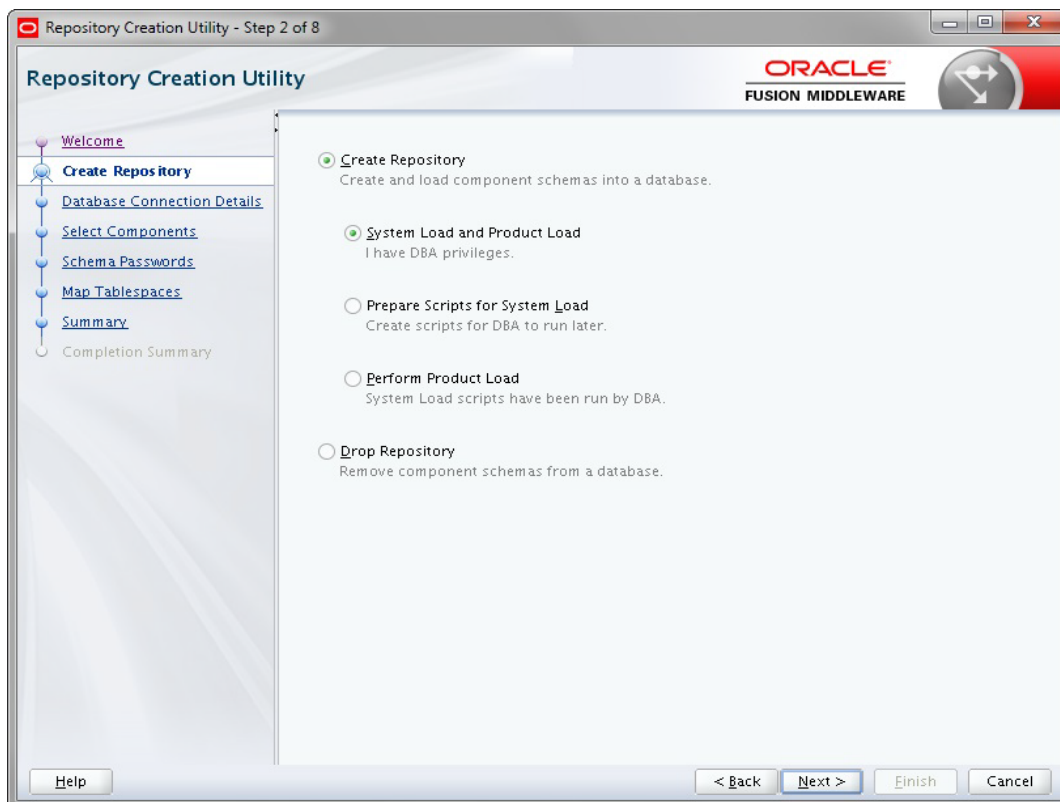 Repository Creation Utility - Step 2 of 8
Repository Creation Utility
ORACLE
FUSION MIDDLEWARE
Welcome
Create Repository
Database Connection Details
Select Components
Schema Passwords
Map Tablespaces
Summary
Completion Summary
Create Repository
Create and load component schemas into a database.
System Load and Product Load
I have DBA privileges.
Prepare Scripts for System Load
Create scripts for DBA to run later.
Perform Product Load
System Load scripts have been run by DBA.
Drop Repository
Remove component schemas from a database.
Help
< Back
Next >
Finish
Cancel